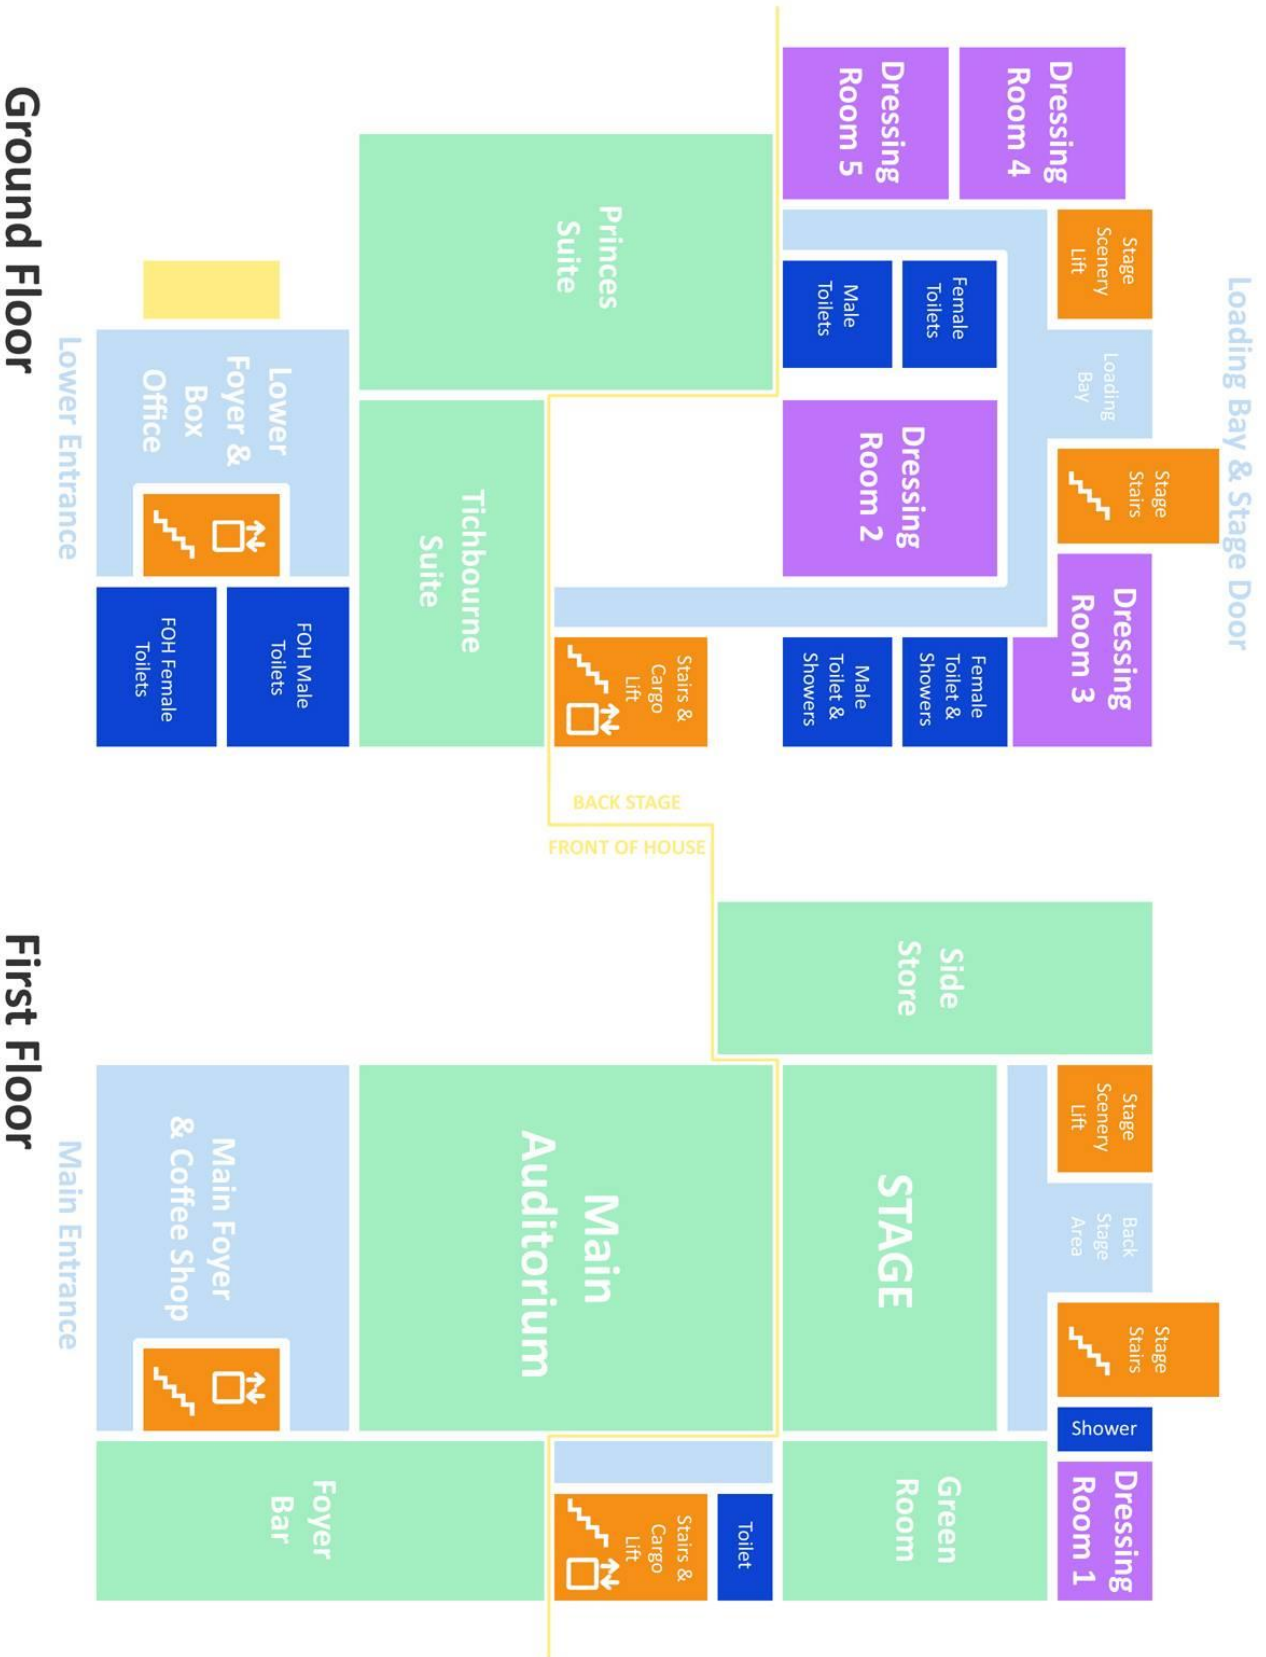 Loading Bay & Stage Door
Dressing
Room 4
Dressing
Room 5
Stage
Scenery
Lift
Loading
Bay
Stage
Stairs
Dressing
Room 3
Female
Toilets
Male
Toilets
Dressing
Room 2
Female
Toilet &
Showers
Male
Toilet &
Showers
Stairs &
Cargo
Lift
Princes
Suite
Tichbourne
Suite
Lower
Foyer &
Box
Office
FOH Male
Toilets
FOH Female
Toilets
Lower Entrance
Ground Floor
BACK STAGE
FRONT OF HOUSE
Side
Store
Stage
Scenery
Lift
Back
Stage
Area
Stage
Stairs
Shower
Dressing
Room 1
STAGE
Green
Room
Toilet
Stairs &
Cargo
Lift
Main
Auditorium
Main Foyer
& Coffee Shop
Foyer
Bar
Main Entrance
First Floor